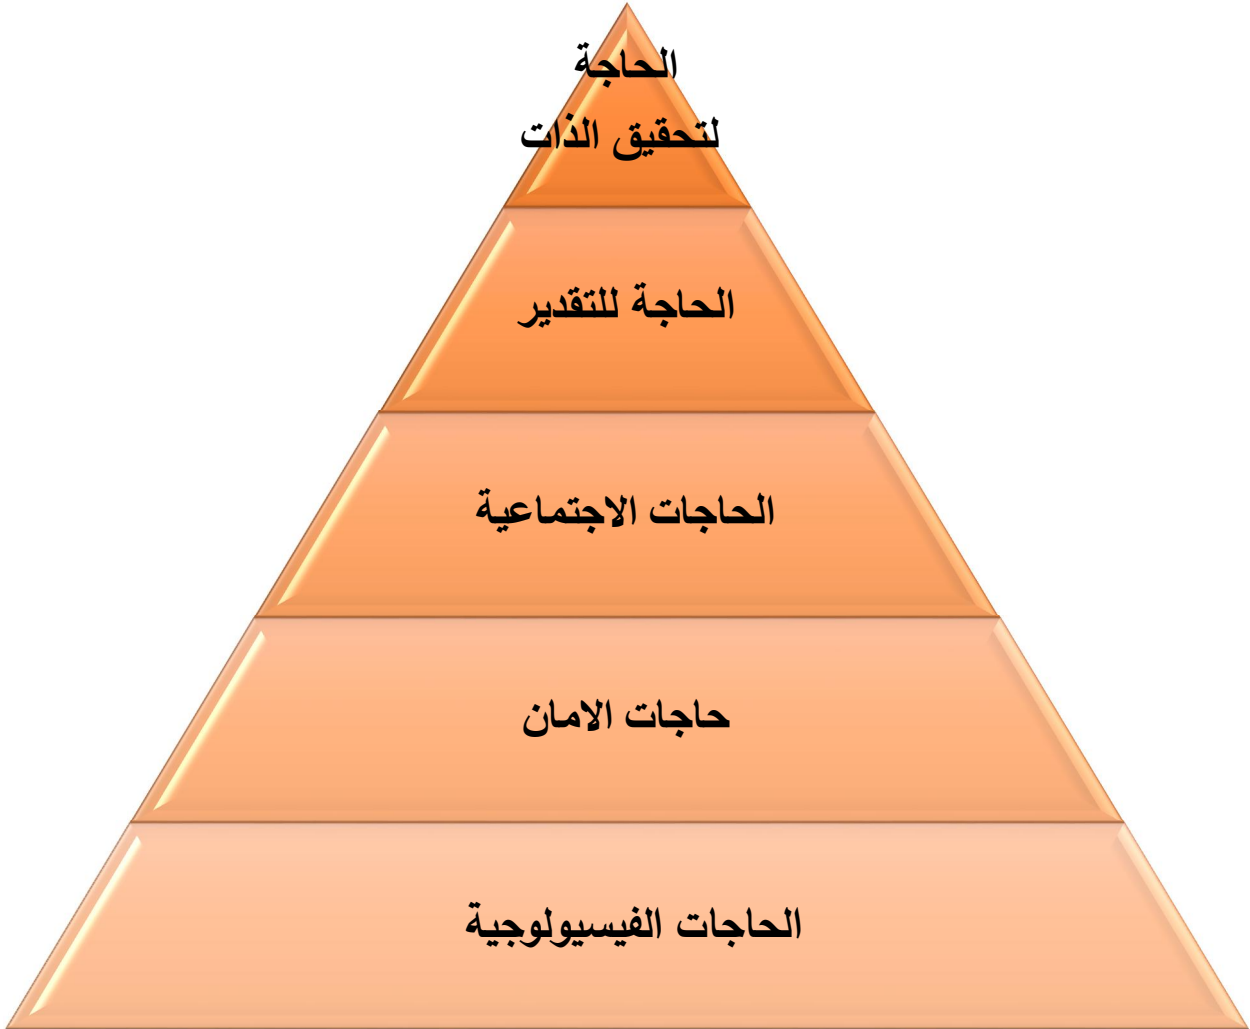 الحاجة
لتحقيق الذات
الحاجة للتقدير
الحاجات الاجتماعية
حاجات الامان
الحاجات الفيسيولوجية